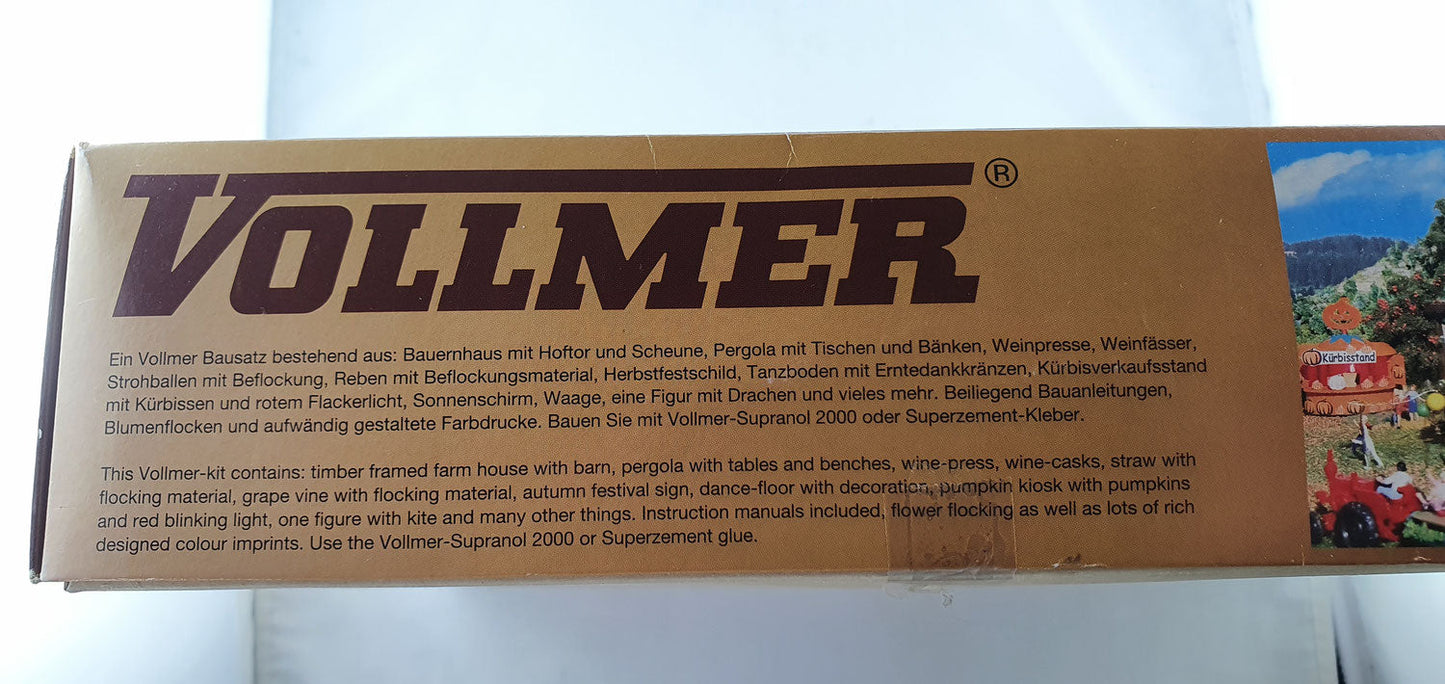 VOLLMER®
Ein Vollmer Bausatz bestehend aus: Bauernhaus mit Hoftor und Scheune, Pergola mit Tischen und Bänken, Weinpresse, Weinfässer,
Strohballen mit Beflockung, Reben mit Beflockungsmaterial, Herbstfestschild, Tanzboden mit Erntedankkränzen, Kürbisverkaufsstand
mit Kürbissen und rotem Flackerlicht, Sonnenschirm, Waage, eine Figur mit Drachen und vieles mehr. Beiliegend Bauanleitungen,
Blumenflocken und aufwändig gestaltete Farbdrucke. Bauen Sie mit Vollmer-Supranol 2000 oder Superzement-Kleber.
This Vollmer-kit contains: timber framed farm house with barn, pergola with tables and benches, wine-press, wine-casks, straw with
flocking material, grape vine with flocking material, autumn festival sign, dance-floor with decoration, pumpkin kiosk with pumpkins
and red blinking light, one figure with kite and many other things. Instruction manuals included, flower flocking as well as lots of rich
designed colour imprints. Use the Vollmer-Supranol 2000 or Superzement glue.
Kürbisstand